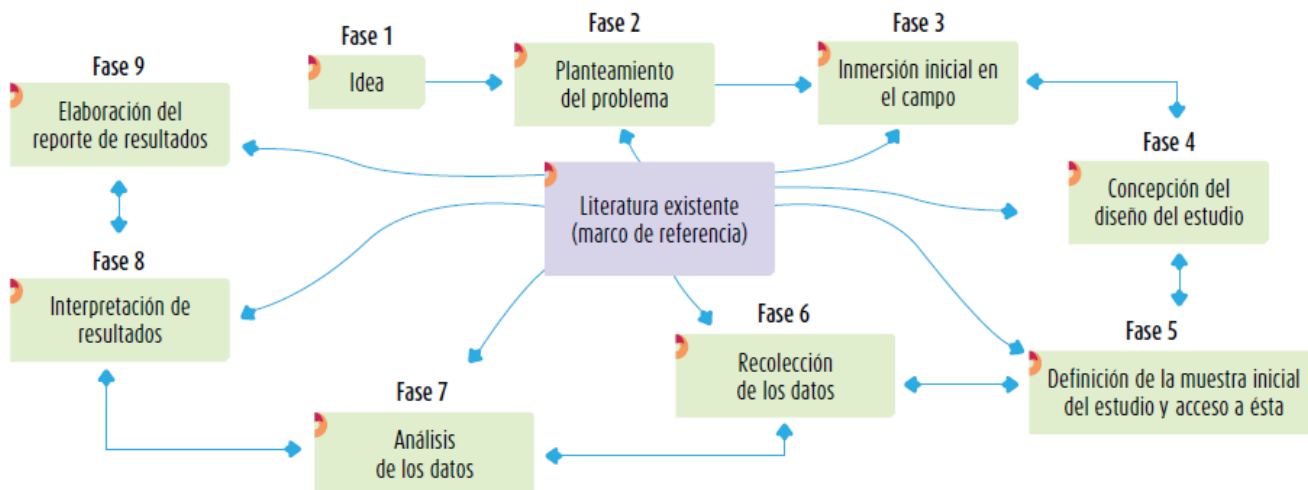 Fase 1
Idea
Fase 2
Planteamiento
del problema
Fase 3
Inmersión inicial en
el campo
Fase 4
Concepción del
diseño del estudio
Fase 5
Definición de la muestra inicial
del estudio y acceso a ésta
Fase 6
Recolección
de los datos
Fase 7
Análisis
de los datos
Fase 8
Interpretación de
resultados
Fase 9
Elaboración del
reporte de resultados
Literatura existente
(marco de referencia)